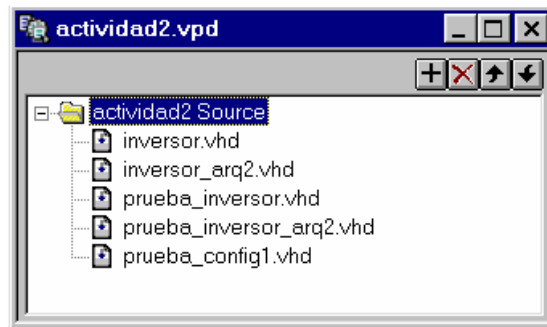 actividad2.vpd
actividad2 Source
inversor.vhd
inversor_arq2.vhd
prueba_inversor.vhd
prueba_inversor_arq2.vhd
prueba_config1.vhd